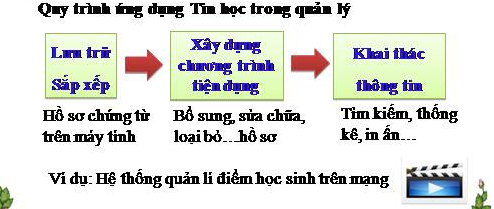 Quy trình ứng dụng Tin học trong quản lý
Lưu trữ
Sắp xếp
Xây dựng
chương trình
tiện dụng
Khai thác
thông tin
Hồ sơ chứng từ
trên máy tính
Bổ sung, sửa chữa,
loại bỏ...hồ sơ
Tìm kiếm, thống
kê, in ấn...
Ví dụ: Hệ thống quản lí điểm học sinh trên mạng